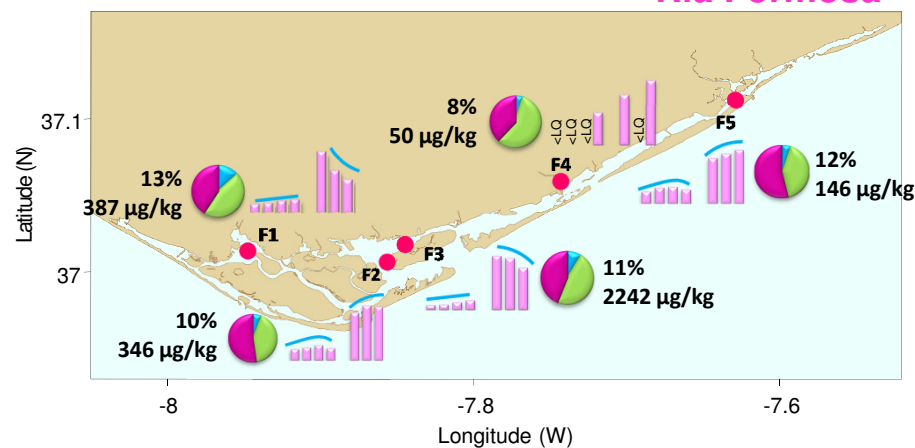 37.1
37
Latitude (N)
8%
50 µg/kg
<LQ
<LQ
<LQ
<LQ
F5
F4
12%
146 µg/kg
13%
387 µg/kg
F1
F3
F2
11%
2242 µg/kg
10%
346 µg/kg
-8
-7.8
-7.6
Longitude (W)